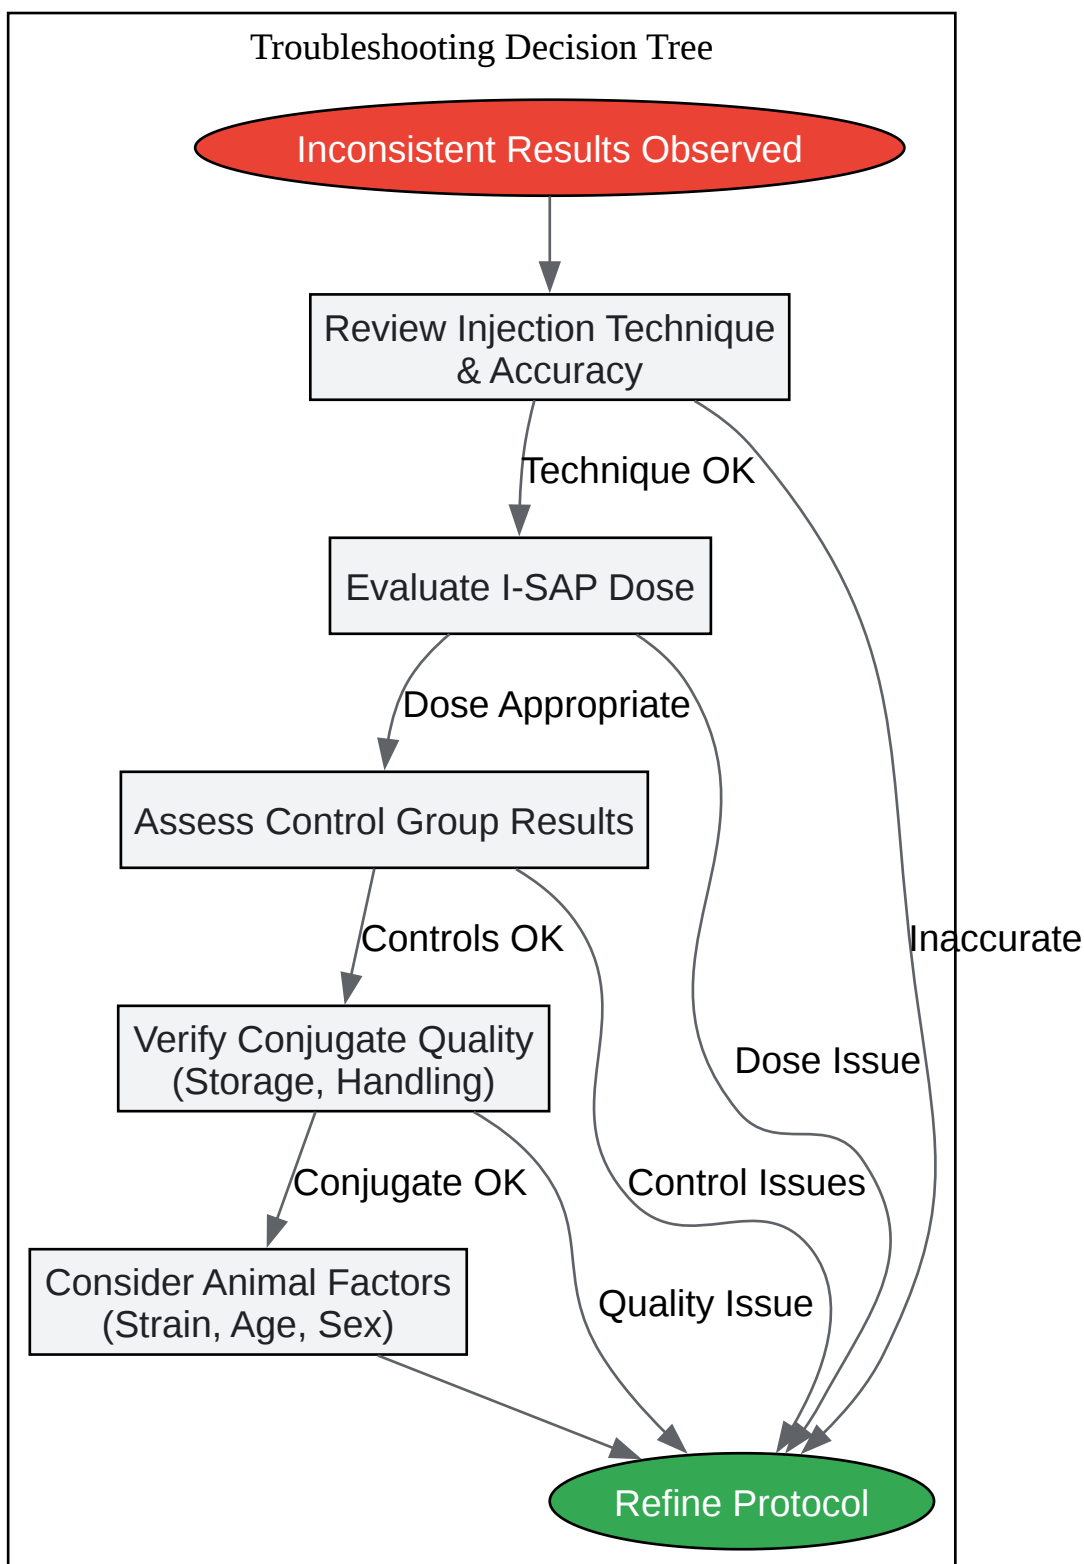 Troubleshooting Decision Tree
Inconsistent Results Observed
Review Injection Technique
& Accuracy
Technique OK
Evaluate I-SAP Dose
Dose Appropriate
Assess Control Group Results
Controls OK
Inaccurate
Verify Conjugate Quality
(Storage, Handling)
Dose Issue
Conjugate OK
Control Issues
Consider Animal Factors
(Strain, Age, Sex)
Quality Issue
Refine Protocol